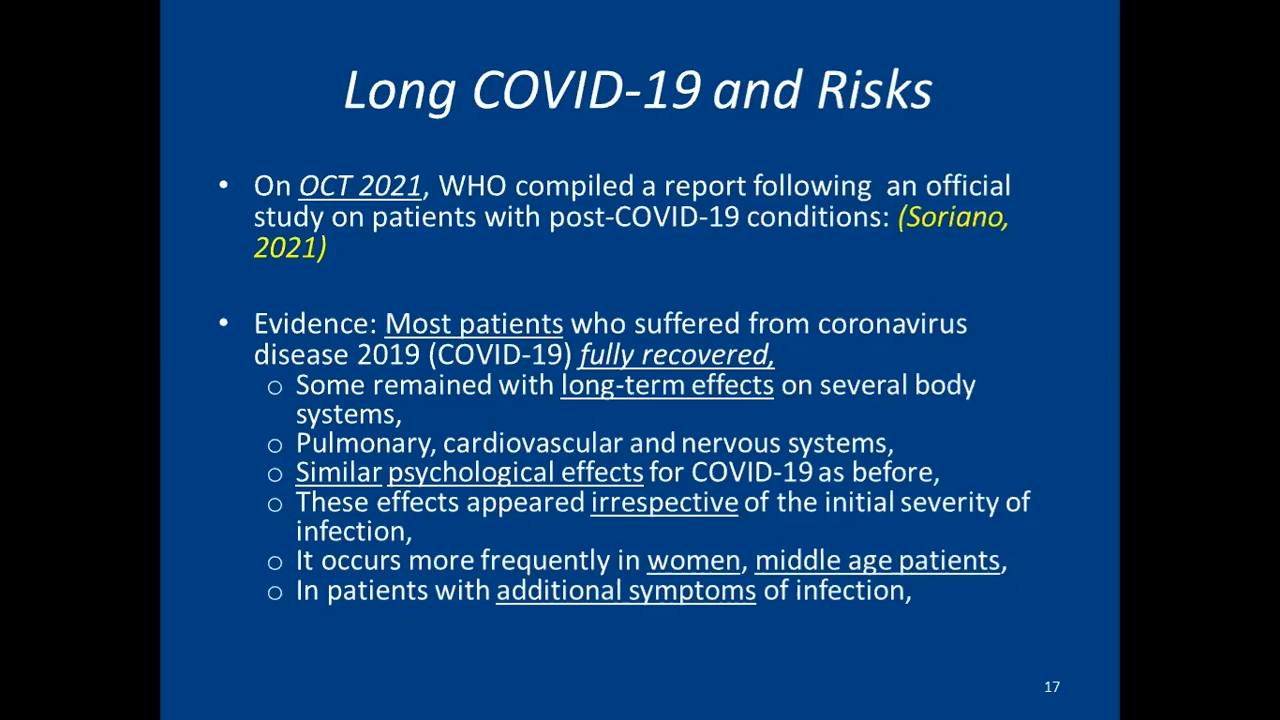 Long COVID-19 and Risks
• On OCT 2021, WHO compiled a report following an official
study on patients with post-COVID-19 conditions: (Soriano,
2021)
• Evidence: Most patients who suffered from coronavirus
disease 2019 (COVID-19) fully recovered,
o Some remained with long-term effects on several body
systems,
o Pulmonary, cardiovascular and nervous systems,
o Similar psychological effects for COVID-19 as before,
o These effects appeared irrespective of the initial severity of
infection,
o It occurs more frequently in women, middle age patients,
o In patients with additional symptoms of infection,
17